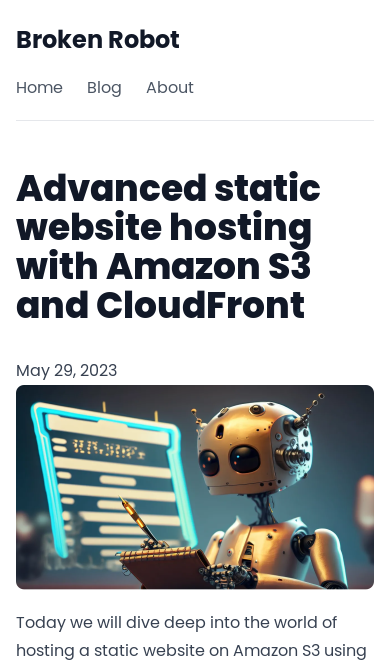 Broken Robot
Home Blog About
Advanced static
website hosting
with Amazon S3
and CloudFront
May 29, 2023
Today we will dive deep into the world of
hosting a static website on Amazon S3 using